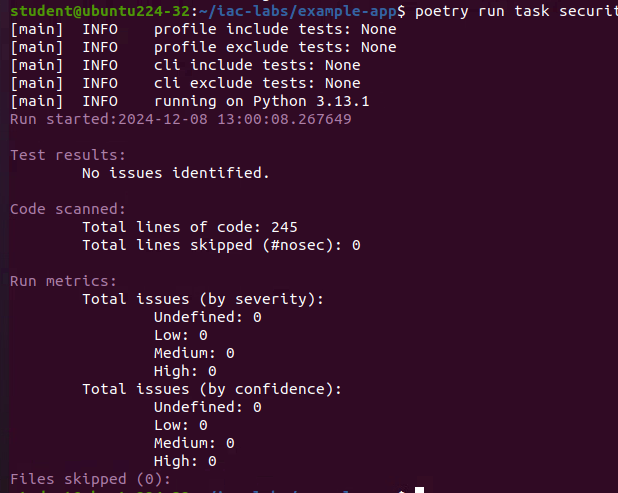 student@ubuntu224-32:~/iac-labs/example-app$ poetry run task securit
[main]  INFO    profile include tests: None
[main]  INFO    profile exclude tests: None
[main]  INFO    cli include tests: None
[main]  INFO    cli exclude tests: None
[main]  INFO    running on Python 3.13.1
Run started:2024-12-08 13:00:08.267649
Test results:
        No issues identified.
Code scanned:
        Total lines of code: 245
        Total lines skipped (#nosec): 0
Run metrics:
        Total issues (by severity):
                Undefined: 0
                Low: 0
                Medium: 0
                High: 0
        Total issues (by confidence):
                Undefined: 0
                Low: 0
                Medium: 0
                High: 0
Files skipped (0):